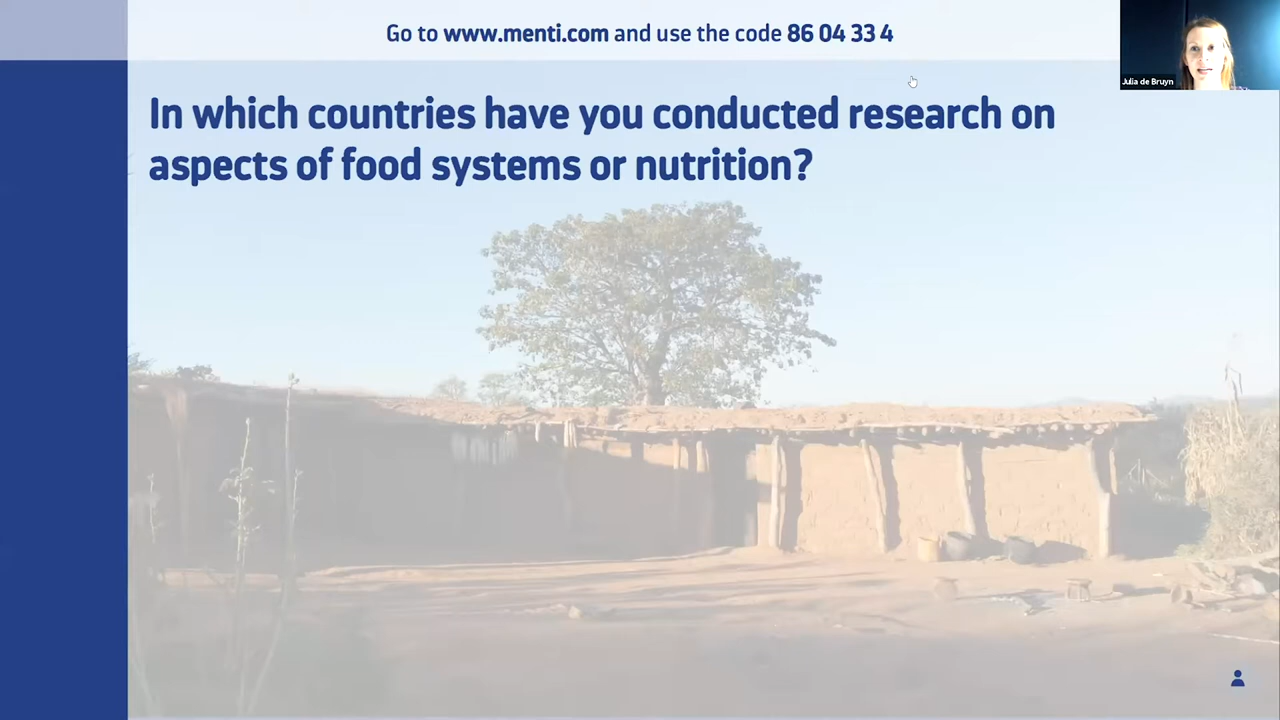 Go to www.menti.com and use the code 86 04 33 4
Julia de Bruyn
In which countries have you conducted research on
aspects of food systems or nutrition?